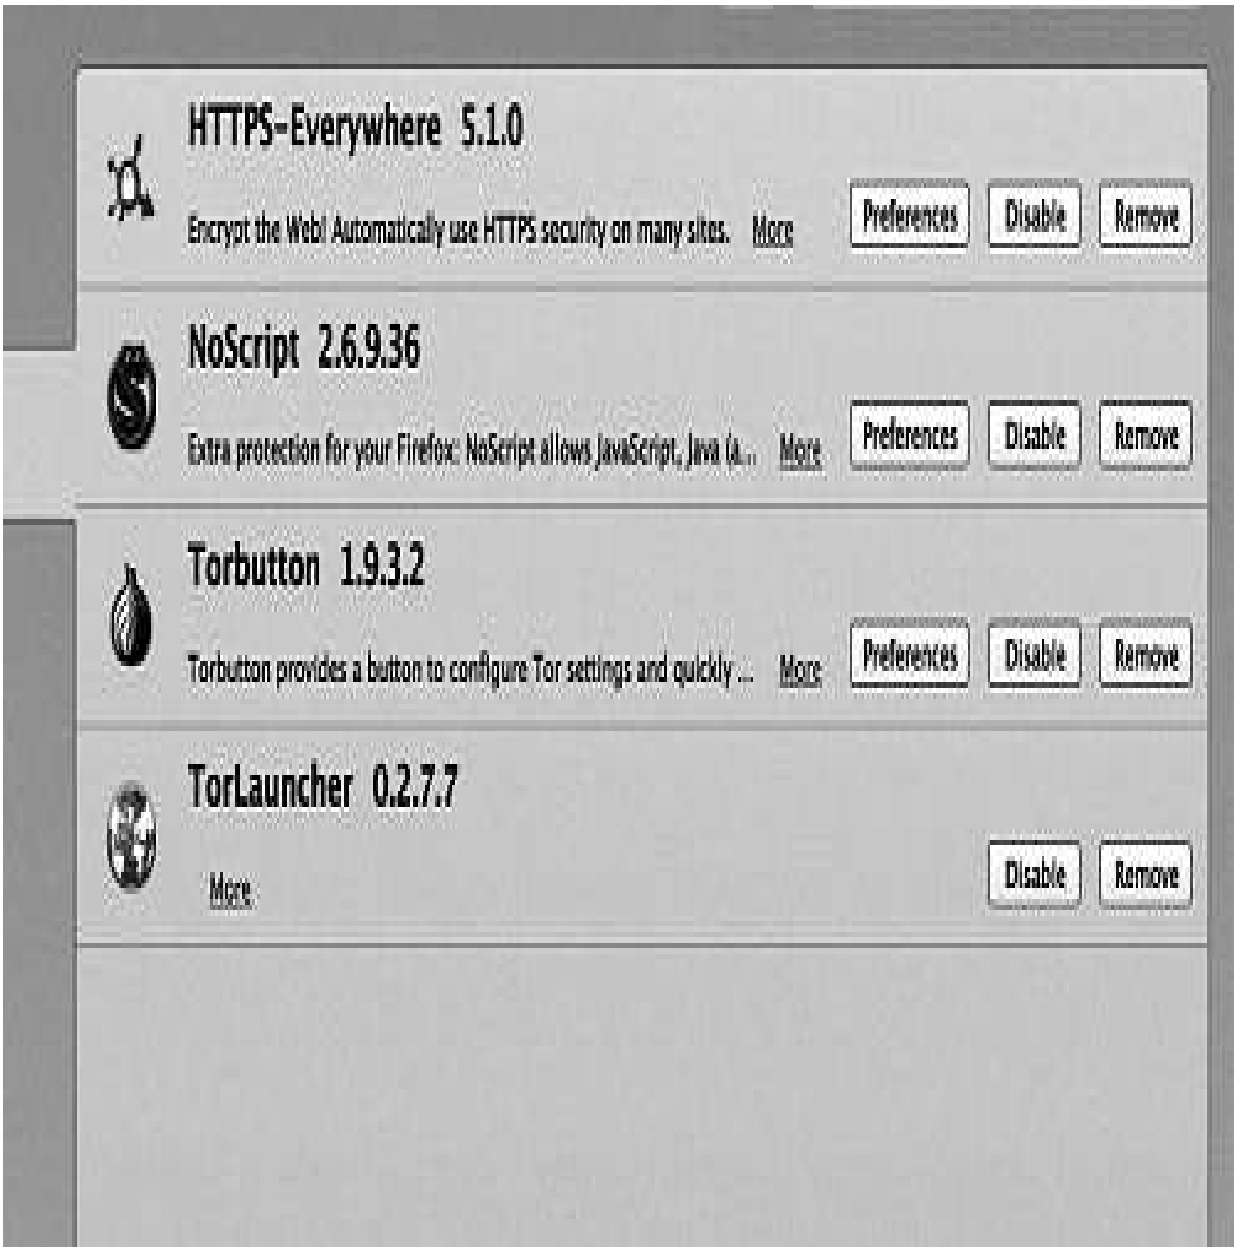 HTTPS-Everywhere 5.1.0
Encrypt the Web! Automatically use HTTPS security on many sites. More Preferences Disable Remove
NoScript 2.6.9.36
Extra protection for your Firefox: NoScript allows JavaScript, Java (a... More Preferences Disable Remove
Torbutton 1.9.3.2
Torbutton provides a button to configure Tor settings and quickly ... More Preferences Disable Remove
TorLauncher 0.2.7.7
More Disable Remove